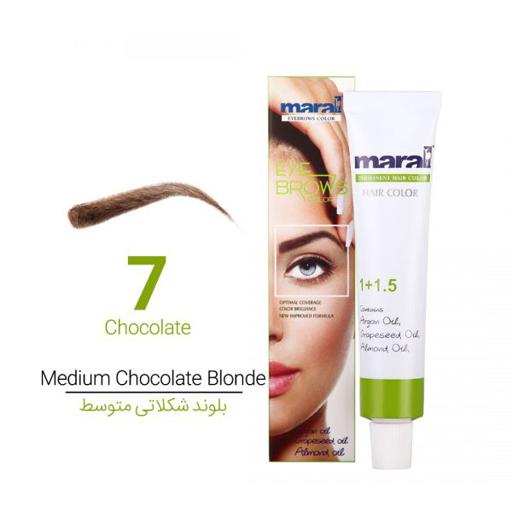 7
Chocolate
Medium Chocolate Blonde
بلوند شکلاتی متوسط
maral
EYEBROWS COLOR
EYE
BROWS
COLOR
OPTIMAL COVERAGE
COLOR BRILLIANCE
NEW IMPROVED FORMULA
oil
Grapeseed oil
Almond oil
maral
PERMANENT HAIR COLOR
HAIR COLOR
1+1.5
Contains
Argan Oil,
Grapeseed Oil,
Almond Oil,